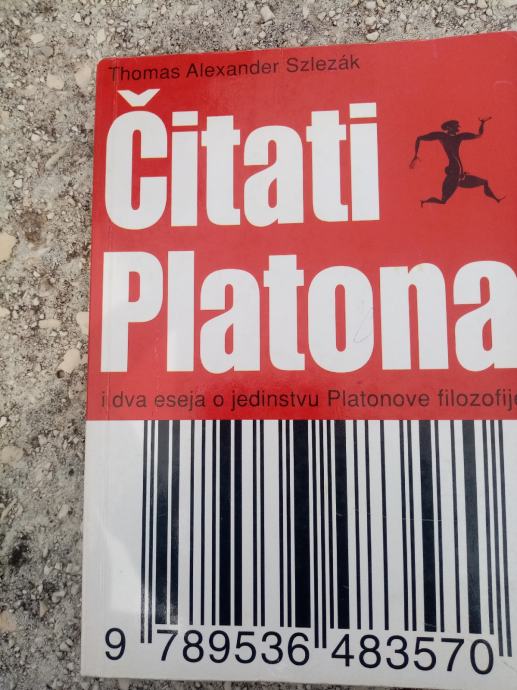 Thomas Alexander Szlezák
Čitati
Platona
i dva eseja o jedinstvu Platonove filozofije
9 789536 483570